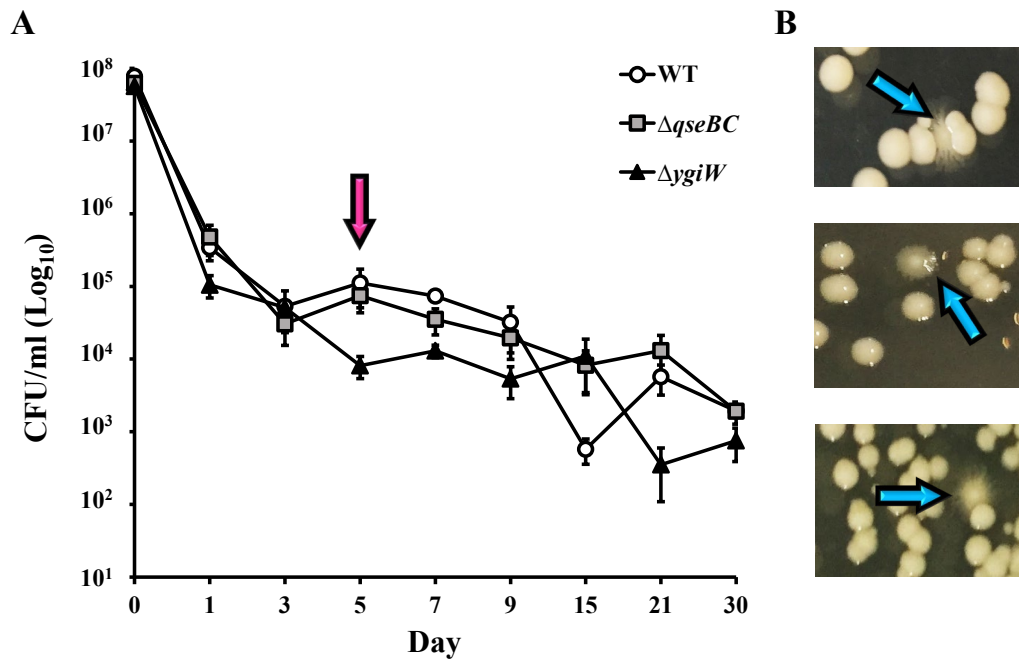 A
B
10⁸
10⁷
10⁶
10⁵
10⁴
10³
10²
10¹
CFU/ml (Log₁₀)
WT
ΔqseBC
ΔygiW
0 1 3 5 7 9 15 21 30
Day